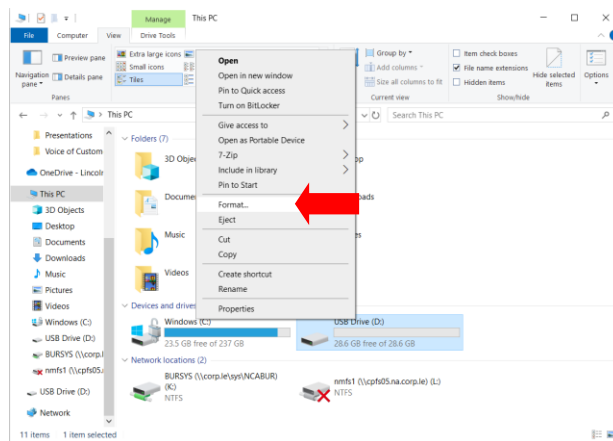 Manage This PC
File Computer View Drive Tools
Preview pane
Details pane
Navigation pane
Panes
Extra large icons
Small icons
Tiles
Group by
Add columns
Size all columns to fit
Current view
Item check boxes
File name extensions
Hidden items
Hide selected items
Show/hide
Options
This PC
Search This PC
Presentations
Voice of Custom
OneDrive - Lincoln
This PC
3D Objects
Desktop
Documents
Downloads
Music
Pictures
Videos
Windows (C:)
USB Drive (D:)
BURSYS (\\corp.l
nmfs1 (\\cpfs05.
USB Drive (D:)
Network
Folders (7)
3D Obje
Docume
Music
Videos
Open
Open in new window
Pin to Quick access
Turn on BitLocker
Give access to
Open as Portable Device
7-Zip
Include in library
Pin to Start
Format...
Eject
Cut
Copy
Create shortcut
Rename
Properties
Devices and drives
Windows (C:)
23.5 GB free of 237 GB
USB Drive (D:)
28.6 GB free of 28.6 GB
Network locations (2)
BURSYS (\\corp.le\sys\NCABUR)
(K:)
NTFS
nmfs1 (\\cpfs05.na.corp.le) (L:)
NTFS
11 items 1 item selected